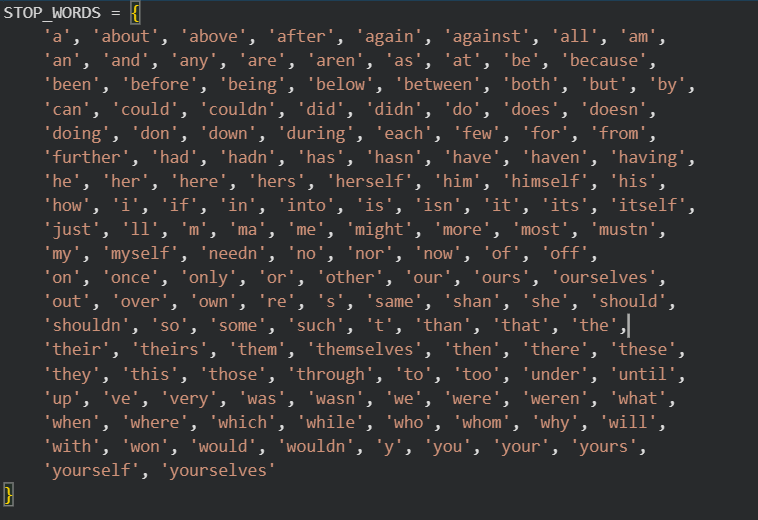 STOP_WORDS = {
    'a', 'about', 'above', 'after', 'again', 'against', 'all', 'am',
    'an', 'and', 'any', 'are', 'aren', 'as', 'at', 'be', 'because',
    'been', 'before', 'being', 'below', 'between', 'both', 'but', 'by',
    'can', 'could', 'couldn', 'did', 'didn', 'do', 'does', 'doesn',
    'doing', 'don', 'down', 'during', 'each', 'few', 'for', 'from',
    'further', 'had', 'hadn', 'has', 'hasn', 'have', 'haven', 'having',
    'he', 'her', 'here', 'hers', 'herself', 'him', 'himself', 'his',
    'how', 'i', 'if', 'in', 'into', 'is', 'isn', 'it', 'its', 'itself',
    'just', 'll', 'm', 'ma', 'me', 'might', 'more', 'most', 'mustn',
    'my', 'myself', 'needn', 'no', 'nor', 'now', 'of', 'off',
    'on', 'once', 'only', 'or', 'other', 'our', 'ours', 'ourselves',
    'out', 'over', 'own', 're', 's', 'same', 'shan', 'she', 'should',
    'shouldn', 'so', 'some', 'such', 't', 'than', 'that', 'the',
    'their', 'theirs', 'them', 'themselves', 'then', 'there', 'these',
    'they', 'this', 'those', 'through', 'to', 'too', 'under', 'until',
    'up', 've', 'very', 'was', 'wasn', 'we', 'were', 'weren', 'what',
    'when', 'where', 'which', 'while', 'who', 'whom', 'why', 'will',
    'with', 'won', 'would', 'wouldn', 'y', 'you', 'your', 'yours',
    'yourself', 'yourselves'
}